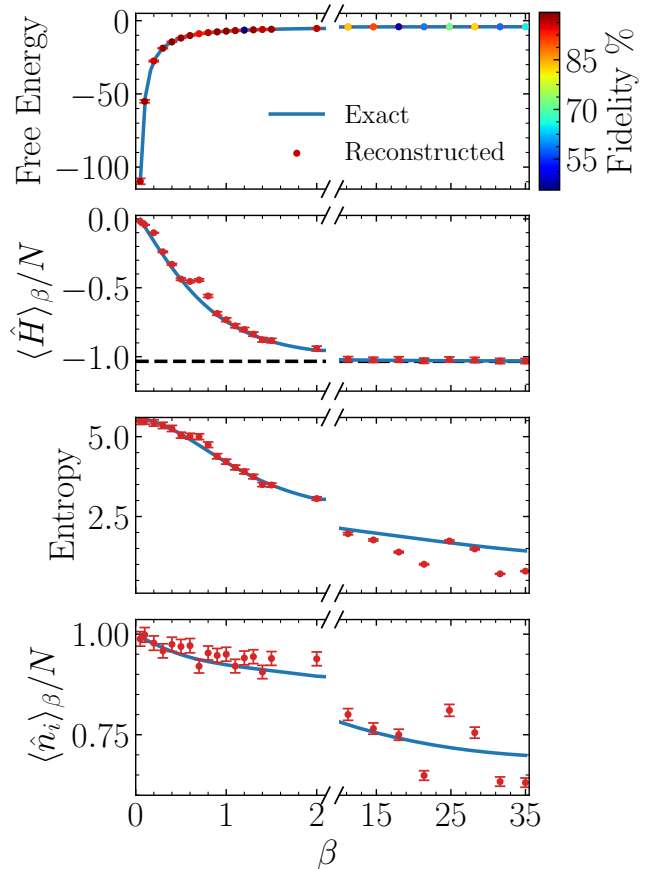 Free Energy
0
−50
−100
Exact
Reconstructed
85
70
55
Fidelity %
⟨Ĥ⟩β/N
0.0
−0.5
−1.0
Entropy
5.0
2.5
⟨n̂i⟩β/N
1.00
0.75
0 1 2 15 25 35
β